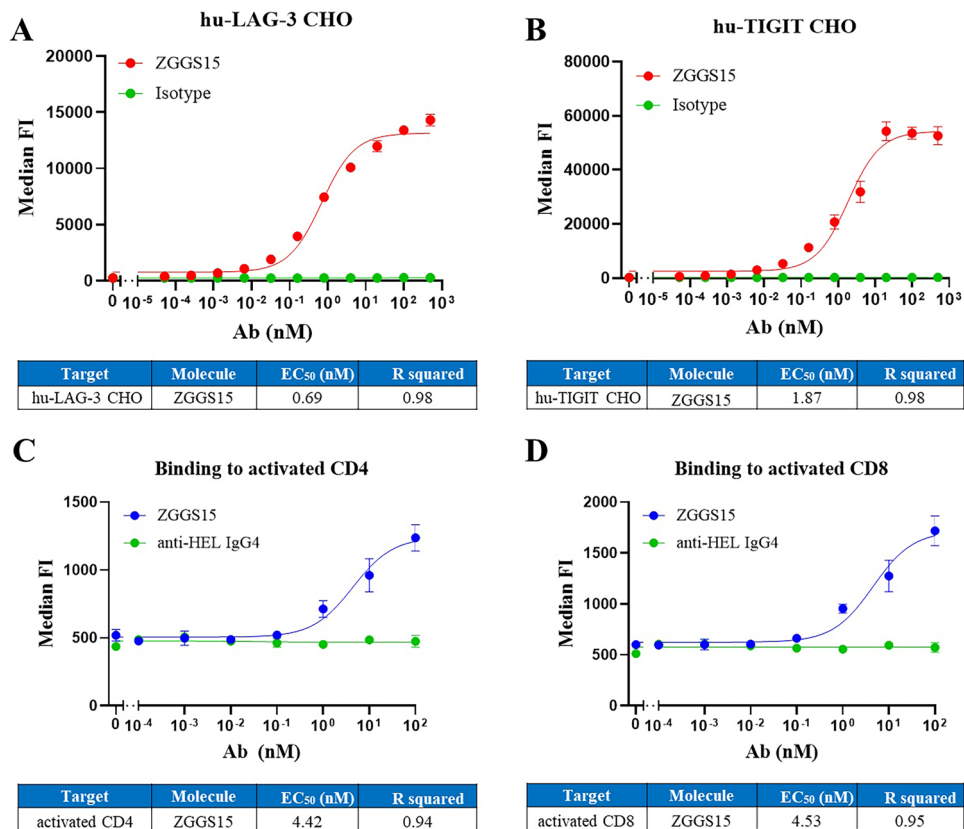 A
hu-LAG-3 CHO
20000
15000
10000
5000
0
Median FI
ZGGS15
Isotype
0 10⁻⁵ 10⁻⁴ 10⁻³ 10⁻² 10⁻¹ 10⁰ 10¹ 10² 10³
Ab (nM)
Target Molecule EC₅₀ (nM) R squared
hu-LAG-3 CHO ZGGS15 0.69 0.98
B
hu-TIGIT CHO
80000
60000
40000
20000
0
Median FI
ZGGS15
Isotype
0 10⁻⁵ 10⁻⁴ 10⁻³ 10⁻² 10⁻¹ 10⁰ 10¹ 10² 10³
Ab (nM)
Target Molecule EC₅₀ (nM) R squared
hu-TIGIT CHO ZGGS15 1.87 0.98
C
Binding to activated CD4
1500
1000
500
0
Median FI
ZGGS15
anti-HEL IgG4
0 10⁻⁴ 10⁻³ 10⁻² 10⁻¹ 10⁰ 10¹ 10²
Ab (nM)
Target Molecule EC₅₀ (nM) R squared
activated CD4 ZGGS15 4.42 0.94
D
Binding to activated CD8
2000
1500
1000
500
0
Median FI
ZGGS15
anti-HEL IgG4
0 10⁻⁴ 10⁻³ 10⁻² 10⁻¹ 10⁰ 10¹ 10²
Ab (nM)
Target Molecule EC₅₀ (nM) R squared
activated CD8 ZGGS15 4.53 0.95